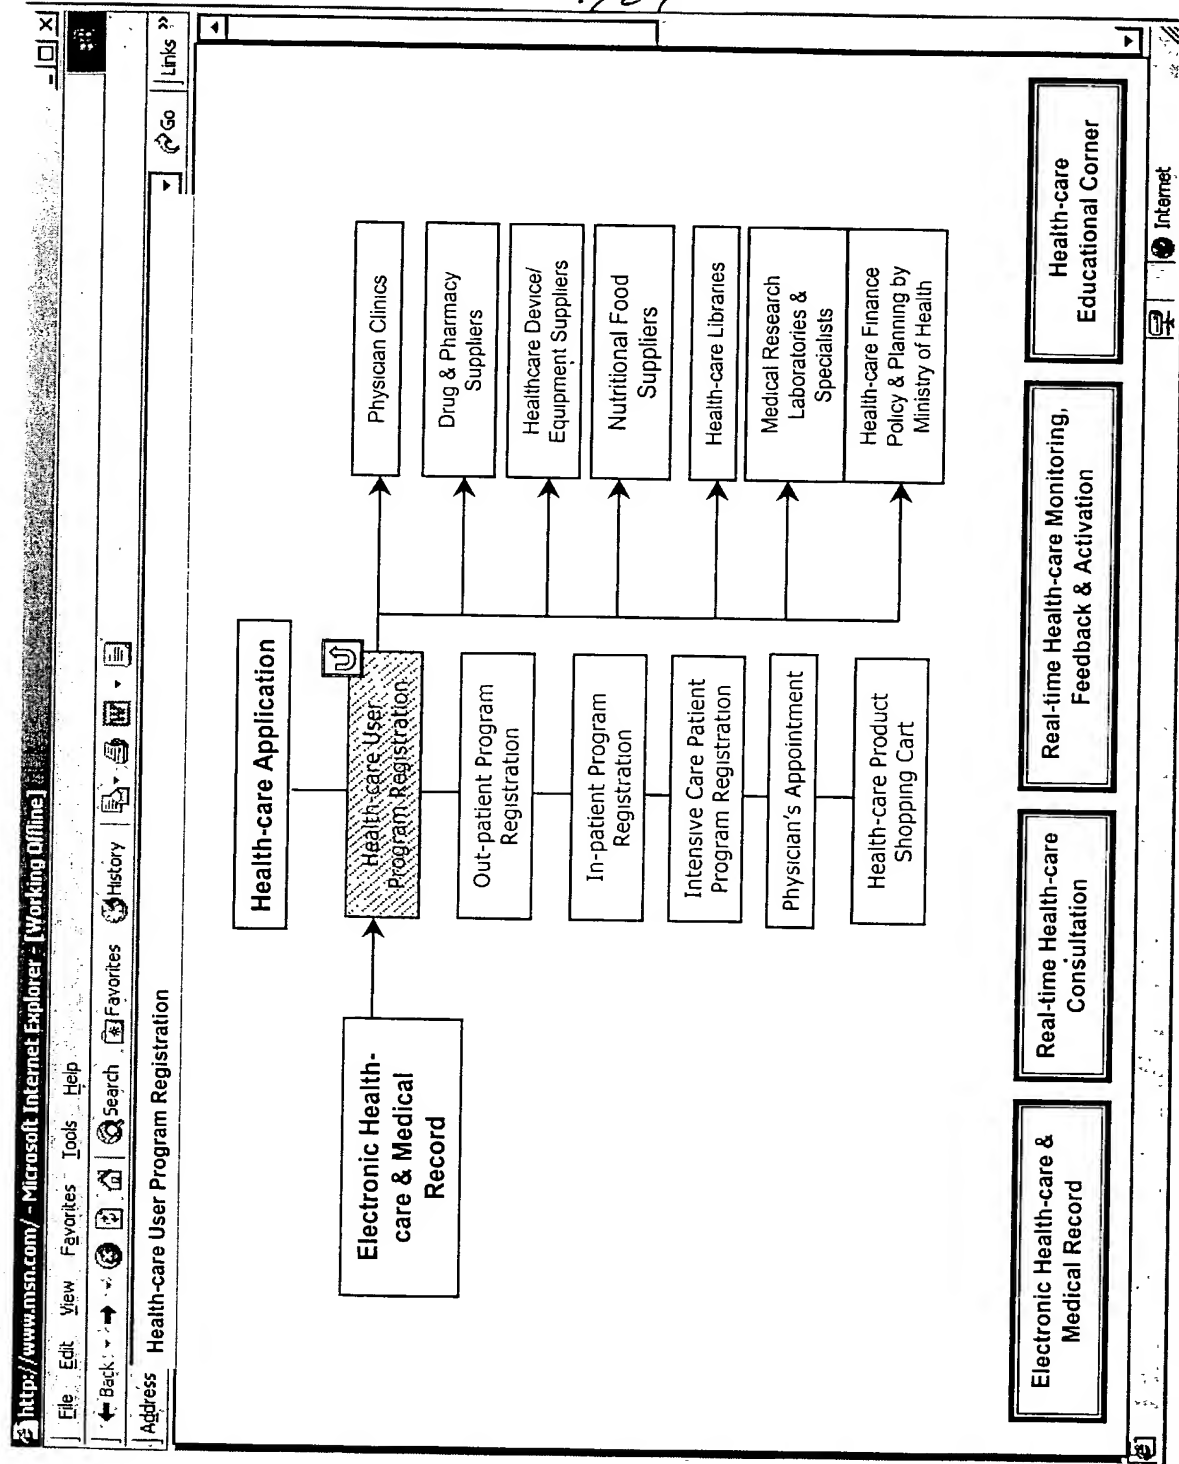 http://www.msn.com/ - Microsoft Internet Explorer - [Working Offline]
File Edit View Favorites Tools Help
Back Search Favorites History
Address Health-care User Program Registration Go Links »
Health-care Application
Electronic Health-
care & Medical
Record
Health-care User
Program Registration
Out-patient Program
Registration
In-patient Program
Registration
Intensive Care Patient
Program Registration
Physician's Appointment
Health-care Product
Shopping Cart
Physician Clinics
Drug & Pharmacy
Suppliers
Healthcare Device/
Equipment Suppliers
Nutritional Food
Suppliers
Health-care Libraries
Medical Research
Laboratories &
Specialists
Health-care Finance
Policy & Planning by
Ministry of Health
Electronic Health-care &
Medical Record
Real-time Health-care
Consultation
Real-time Health-care Monitoring,
Feedback & Activation
Health-care
Educational Corner
Internet